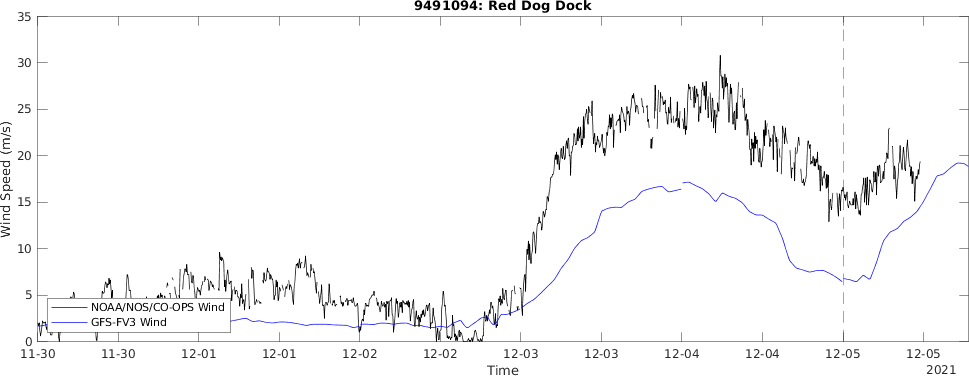 9491094: Red Dog Dock
35
30
25
20
15
10
5
0
Wind Speed (m/s)
NOAA/NOS/CO-OPS Wind
GFS-FV3 Wind
11-30 11-30 12-01 12-01 12-02 12-02 12-03 12-03 12-04 12-04 12-05 12-05
Time
2021